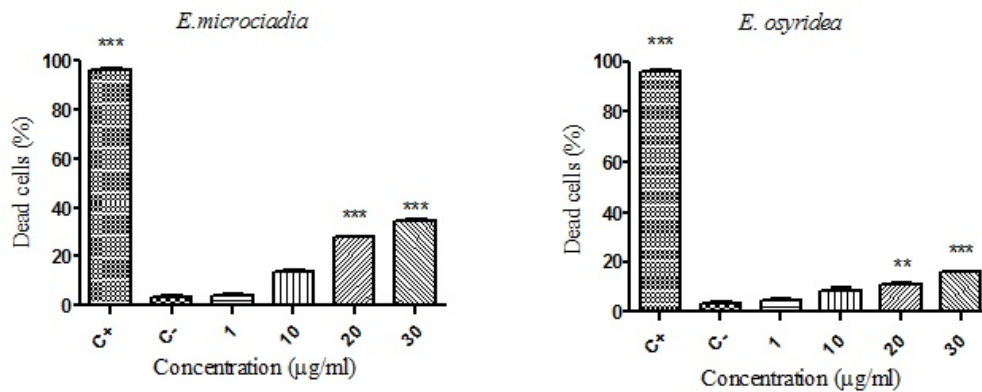 E.microciadia
***
100
80
60
40
20
0
***
***
Dead cells (%)
C+
C-
1
10
20
30
Concentration (µg/ml)
E. osyridea
***
100
80
60
40
20
0
**
***
Dead cells (%)
C+
C-
1
10
20
30
Concentration (µg/ml)